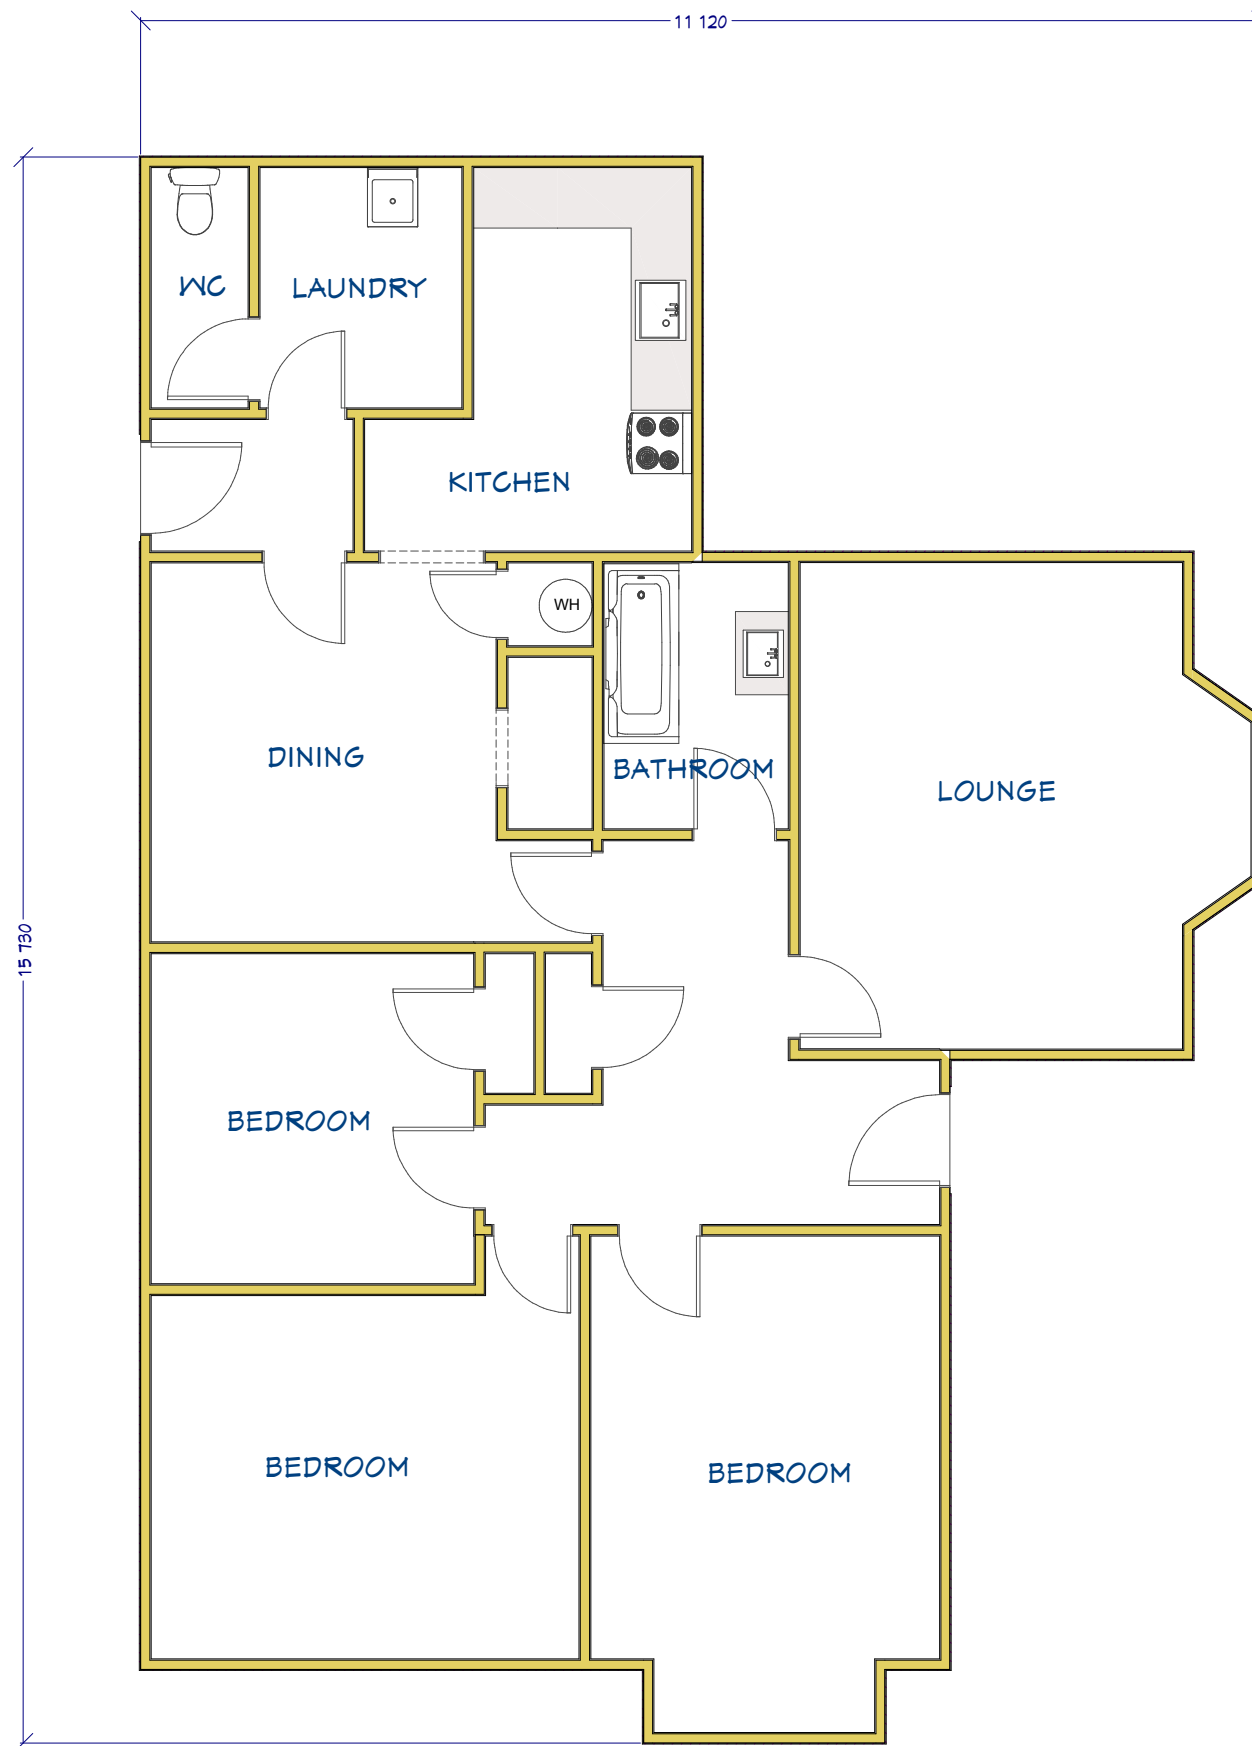 11 120
WC
LAUNDRY
KITCHEN
WH
DINING
BATHROOM
LOUNGE
15 730
BEDROOM
BEDROOM
BEDROOM